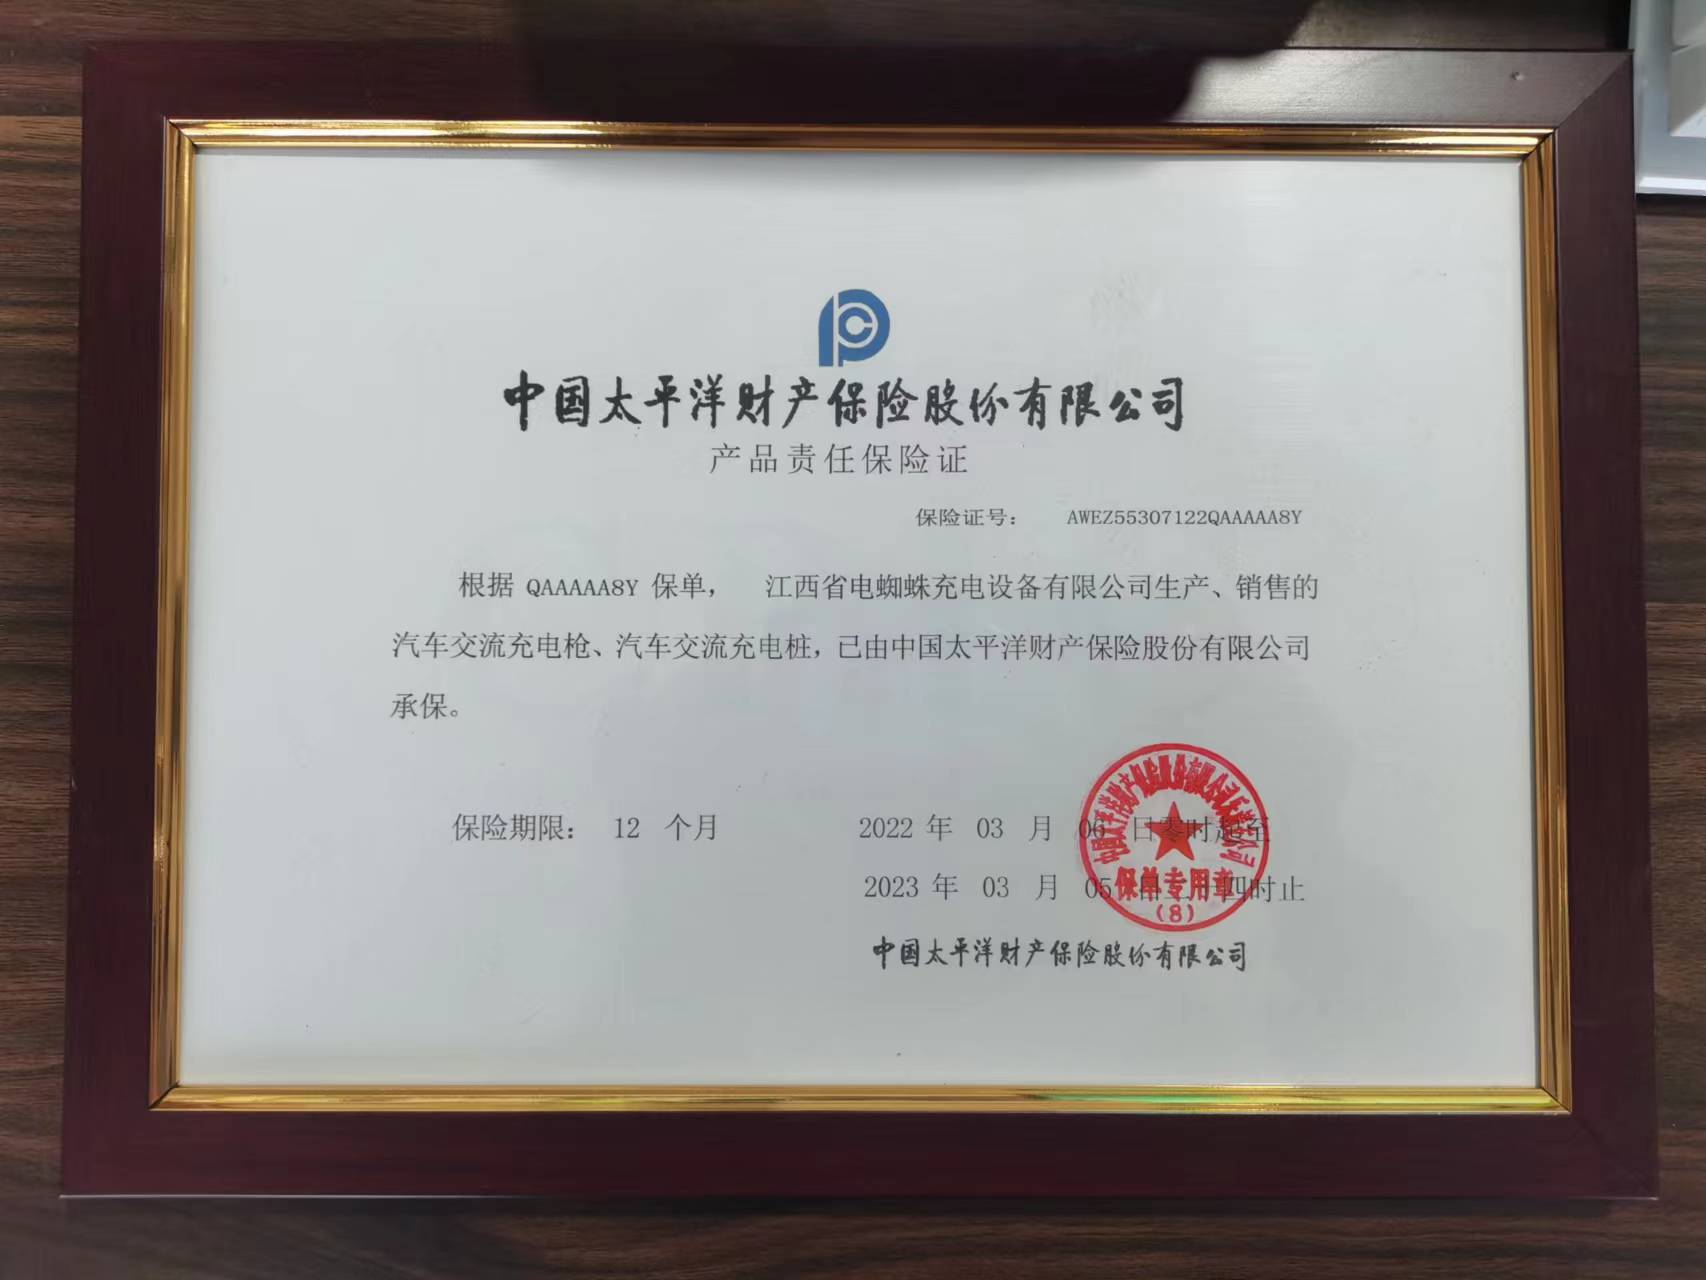 中国太平洋财产保险股份有限公司
产品责任保险证
保险证号： AWEZ55307122QAAAAA8Y
根据 QAAAAA8Y 保单， 江西省电蜘蛛充电设备有限公司生产、销售的
汽车交流充电枪、汽车交流充电桩，已由中国太平洋财产保险股份有限公司
承保。
保险期限： 12 个月 2022 年 03 月 06 日零时起至
2023 年 03 月 05 日二十四时止
保单专用章
(8)
中国太平洋财产保险股份有限公司